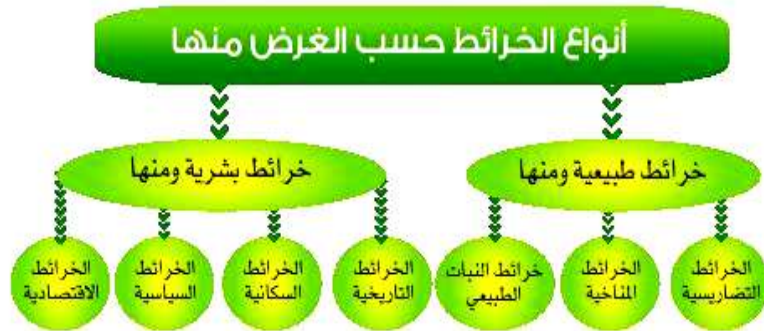 أنواع الخرائط حسب الغرض منها
خرائط طبيعية ومنها
خرائط بشرية ومنها
الخرائط
التضاريسية
الخرائط
المناخية
خرائط النبات
الطبيعي
الخرائط
التاريخية
الخرائط
السكانية
الخرائط
السياسية
الخرائط
الاقتصادية